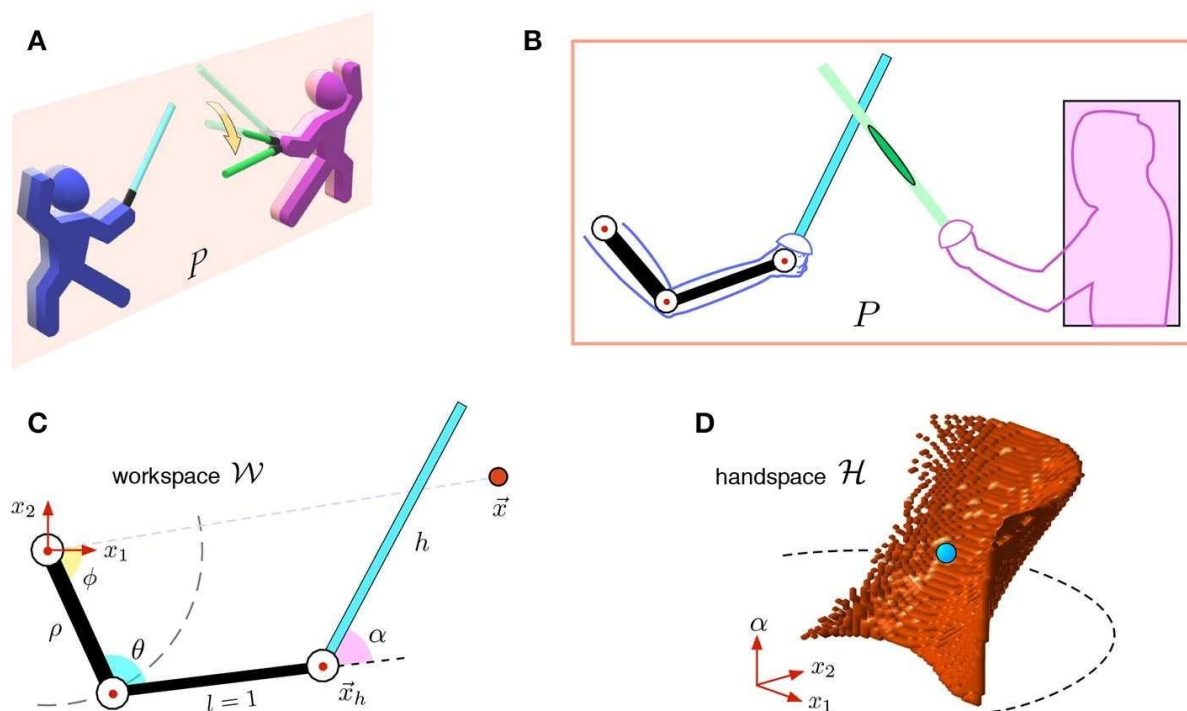 A
𝒫
B
P
C
workspace 𝒲
x₂
x₁
ϕ
ρ
θ
l = 1
x⃗ₕ
α
h
x⃗
D
handspace ℋ
α
x₂
x₁